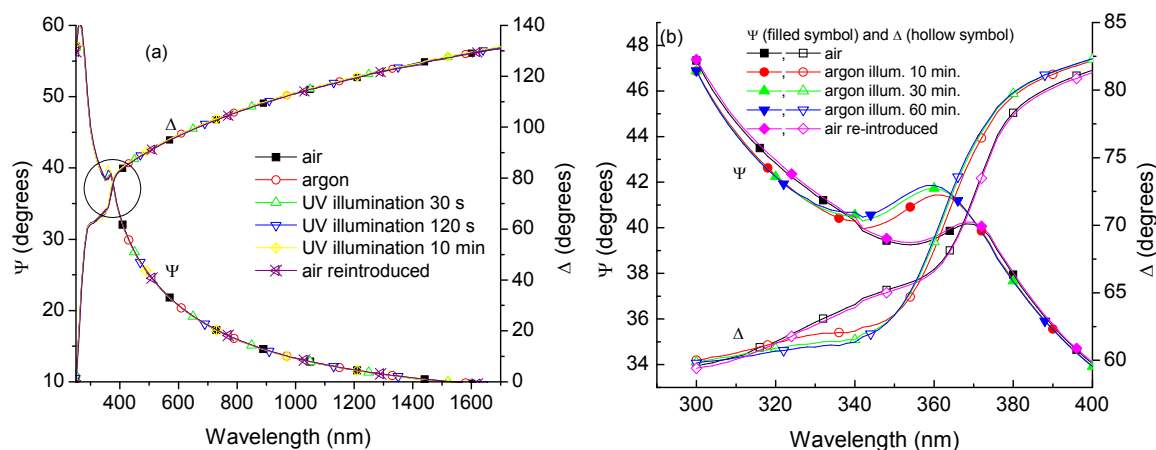 (a)
60
50
40
30
20
10
Ψ (degrees)
140
120
100
80
60
40
20
0
Δ (degrees)
Δ
Ψ
air
argon
UV illumination 30 s
UV illumination 120 s
UV illumination 10 min
air reintroduced
400 600 800 1000 1200 1400 1600
Wavelength (nm)
(b)
Ψ (filled symbol) and Δ (hollow symbol)
, air
, argon illum. 10 min.
, argon illum. 30 min.
, argon illum. 60 min.
, air re-introduced
48
46
44
42
40
38
36
34
Ψ (degrees)
85
80
75
70
65
60
Δ (degrees)
Ψ
Δ
300 320 340 360 380 400
Wavelength (nm)